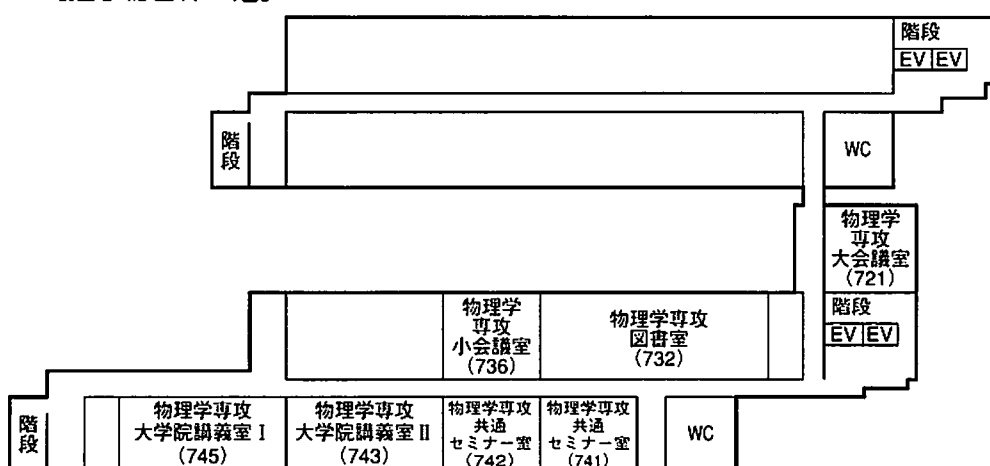 階段
EV EV
階段
WC
物理学
専攻
大会議室
(721)
物理学
専攻
小会議室
(736)
物理学専攻
図書室
(732)
階段
EV EV
階段
物理学専攻
大学院講義室Ⅰ
(745)
物理学専攻
大学院講義室Ⅱ
(743)
物理学専攻
共通
セミナー室
(742)
物理学専攻
共通
セミナー室
(741)
WC